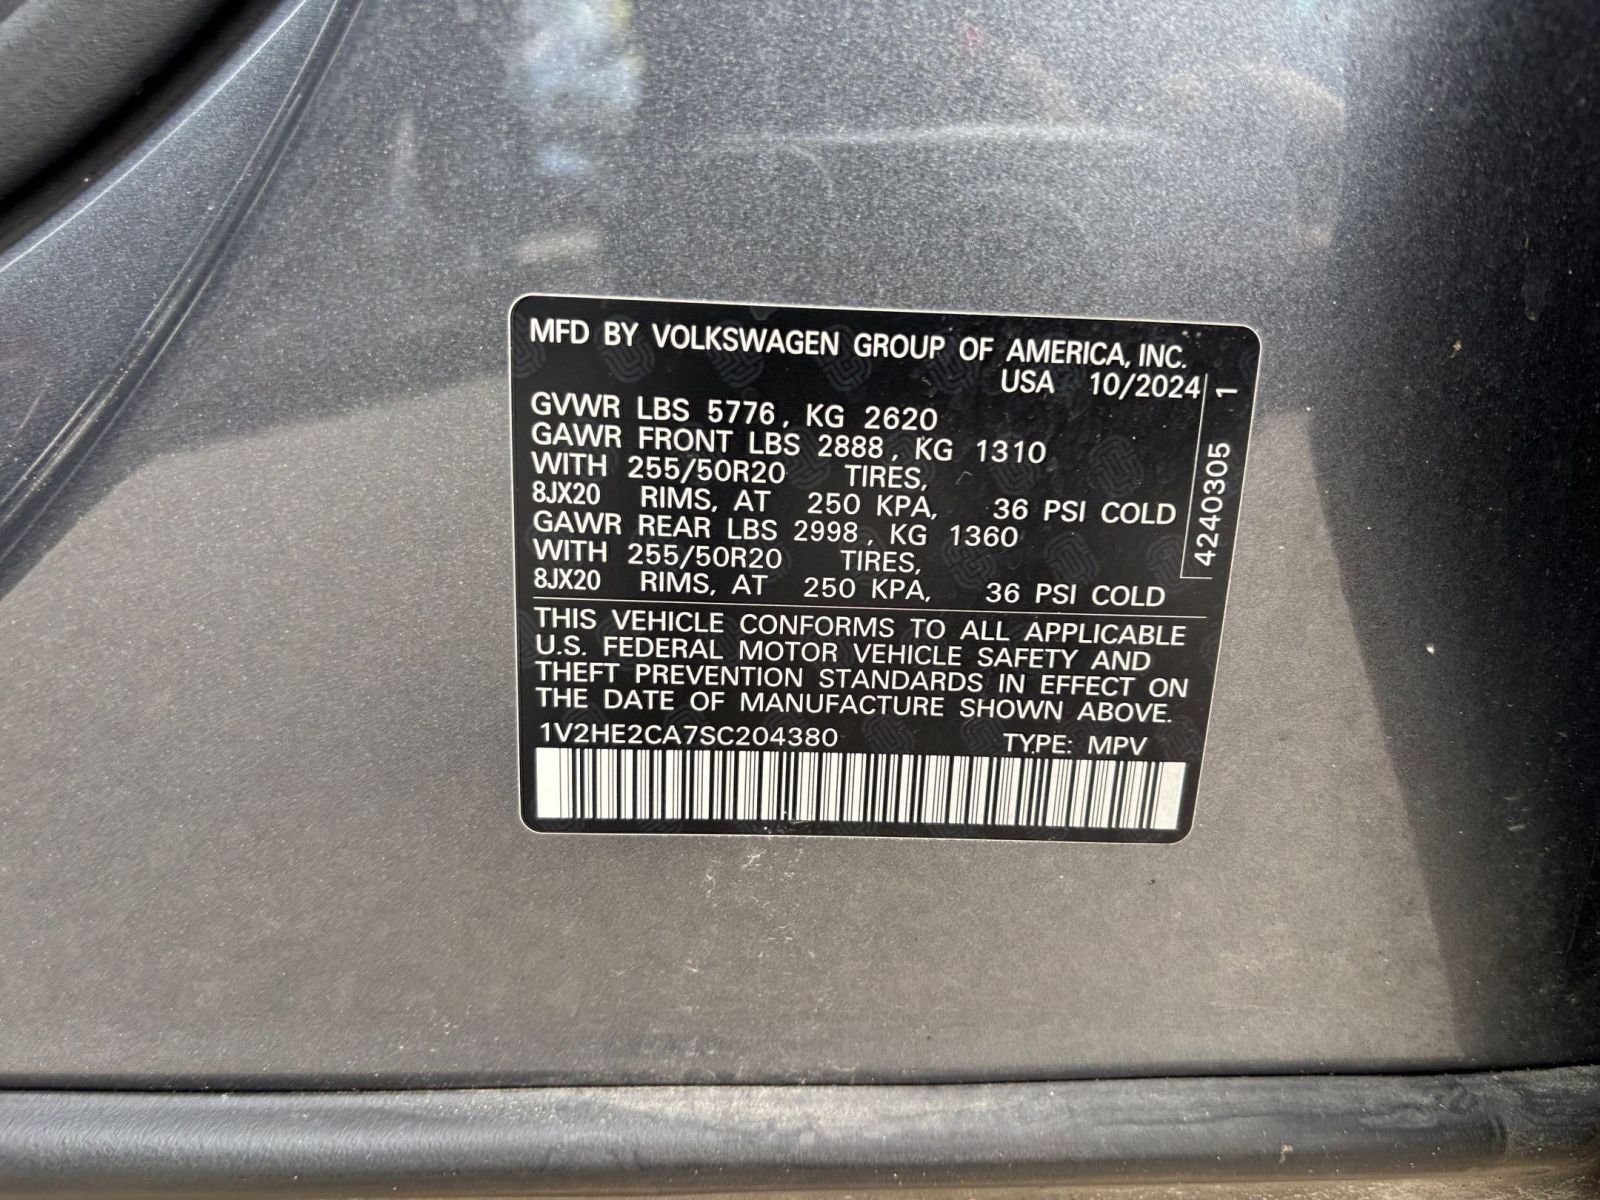 MFD BY VOLKSWAGEN GROUP OF AMERICA, INC.
USA 10/2024
GVWR LBS 5776, KG 2620
GAWR FRONT LBS 2888, KG 1310
WITH 255/50R20 TIRES,
8JX20 RIMS, AT 250 KPA, 36 PSI COLD
GAWR REAR LBS 2998, KG 1360
WITH 255/50R20 TIRES,
8JX20 RIMS, AT 250 KPA, 36 PSI COLD
4240305 1
THIS VEHICLE CONFORMS TO ALL APPLICABLE
U.S. FEDERAL MOTOR VEHICLE SAFETY AND
THEFT PREVENTION STANDARDS IN EFFECT ON
THE DATE OF MANUFACTURE SHOWN ABOVE.
1V2HE2CA7SC204380 TYPE: MPV